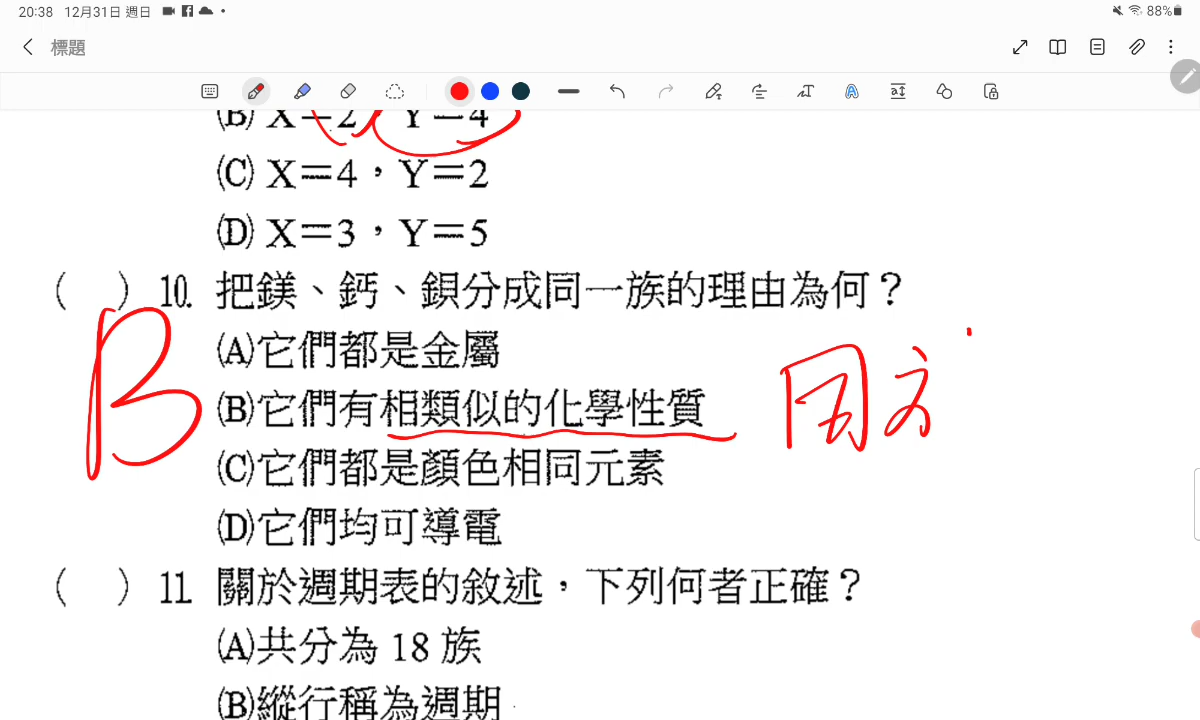 20:38 12月31日 週日 88%
標題
(B) X=2，Y=4
(C) X=4，Y=2
(D) X=3，Y=5
( ) 10. 把鎂、鈣、鋇分成同一族的理由為何？
(A)它們都是金屬
B (B)它們有相類似的化學性質
(C)它們都是顏色相同元素
(D)它們均可導電
( ) 11. 關於週期表的敘述，下列何者正確？
(A)共分為 18 族
(B)縱行稱為週期